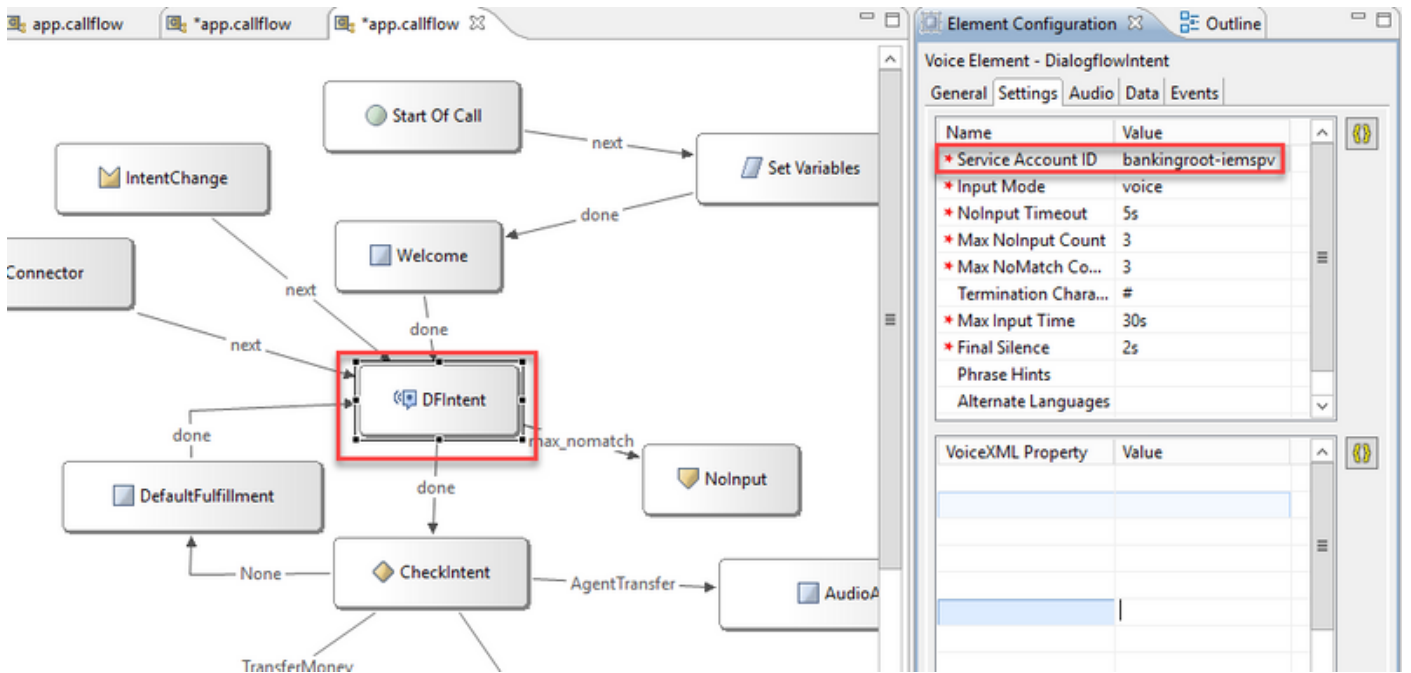 app.callflow
*app.callflow
*app.callflow
Start Of Call
next
IntentChange
Set Variables
done
Welcome
Connector
next
done
next
DFIntent
done
max_nomatch
NoInput
DefaultFulfillment
done
CheckIntent
None
AgentTransfer
AudioA
TransferMoney
Element Configuration
Outline
Voice Element - DialogflowIntent
General Settings Audio Data Events
Name Value
* Service Account ID bankingroot-iemspv
* Input Mode voice
* NoInput Timeout 5s
* Max NoInput Count 3
* Max NoMatch Co... 3
Termination Chara... #
* Max Input Time 30s
* Final Silence 2s
Phrase Hints
Alternate Languages
VoiceXML Property Value